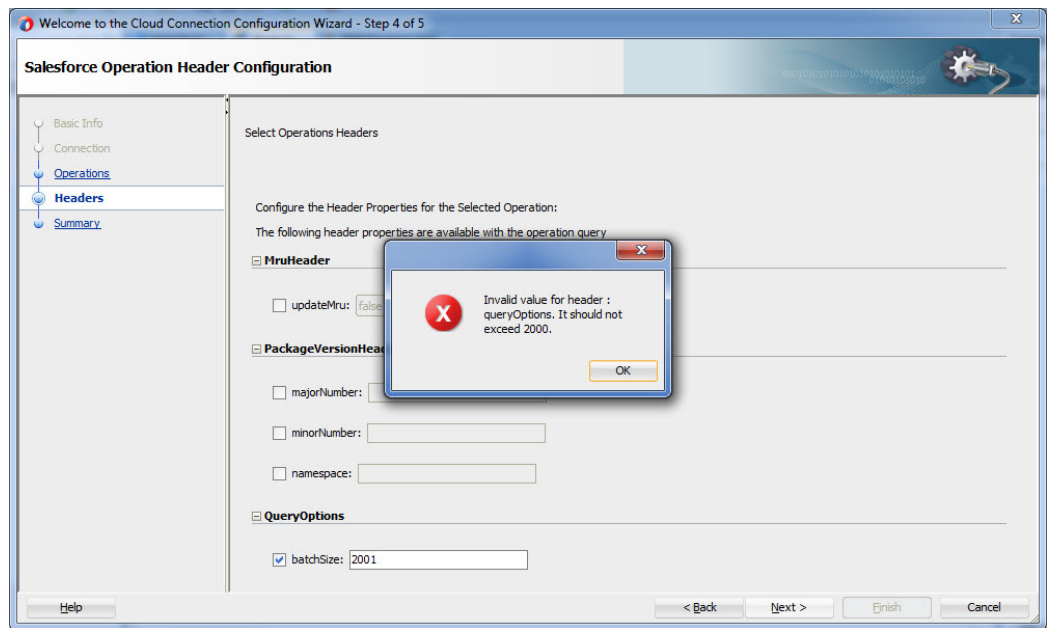 Welcome to the Cloud Connection Configuration Wizard - Step 4 of 5
Salesforce Operation Header Configuration
Basic Info
Connection
Operations
Headers
Summary
Select Operations Headers
Configure the Header Properties for the Selected Operation:
The following header properties are available with the operation query
MruHeader
updateMru: false
Invalid value for header :
queryOptions. It should not
exceed 2000.
OK
PackageVersionHead
majorNumber:
minorNumber:
namespace:
QueryOptions
batchSize: 2001
Help
< Back
Next >
Finish
Cancel